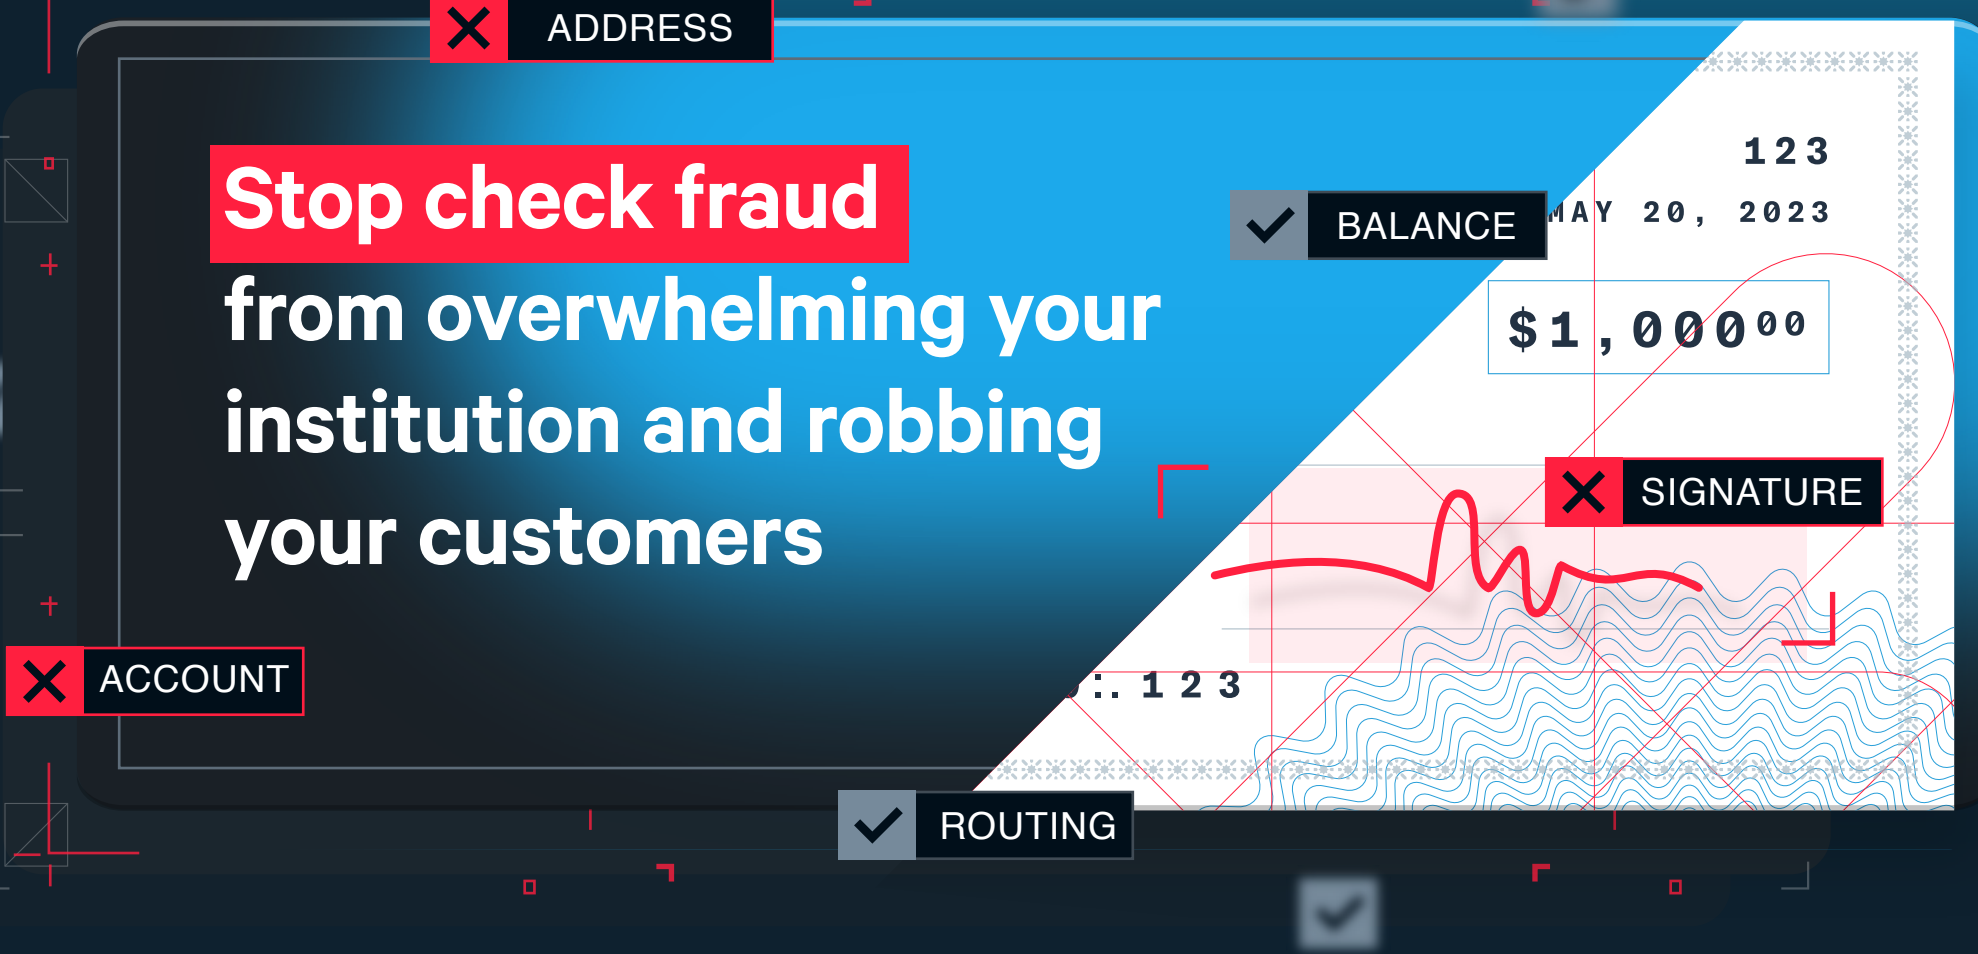 ADDRESS
Stop check fraud
from overwhelming your
institution and robbing
your customers
123
BALANCE
MAY 20, 2023
$1,00000
SIGNATURE
ACCOUNT
123
ROUTING